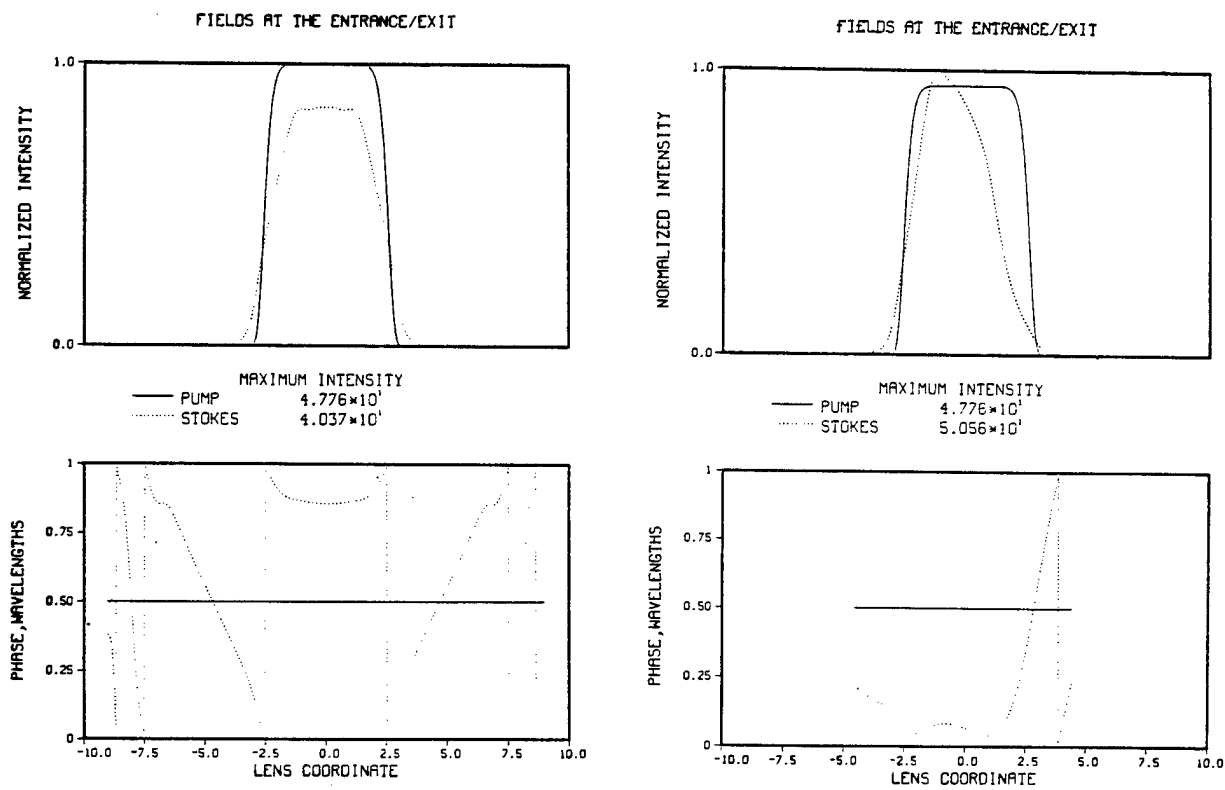 FIELDS AT THE ENTRANCE/EXIT
1.0
NORMALIZED INTENSITY
0.0
MAXIMUM INTENSITY
PUMP 4.776*10¹
STOKES 4.037*10¹
1
0.75
0.50
0.25
0
PHASE,WAVELENGTHS
-10.0 -7.5 -5.0 -2.5 0.0 2.5 5.0 7.5 10.0
LENS COORDINATE
FIELDS AT THE ENTRANCE/EXIT
1.0
NORMALIZED INTENSITY
0.0
MAXIMUM INTENSITY
PUMP 4.776*10¹
STOKES 5.056*10¹
1
0.75
0.50
0.25
0
PHASE,WAVELENGTHS
-10.0 -7.5 -5.0 -2.5 0.0 2.5 5.0 7.5 10.0
LENS COORDINATE